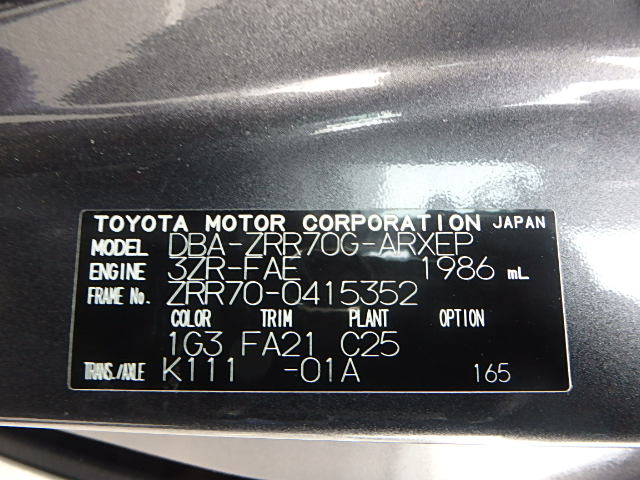 TOYOTA MOTOR CORPORATION JAPAN
MODEL DBA-ZRR70G-ARXEP
ENGINE 3ZR-FAE 1986 mL
FRAME No. ZRR70-0415352
COLOR TRIM PLANT OPTION
1G3 FA21 C25
TRANS./AXLE K111 -01A 165